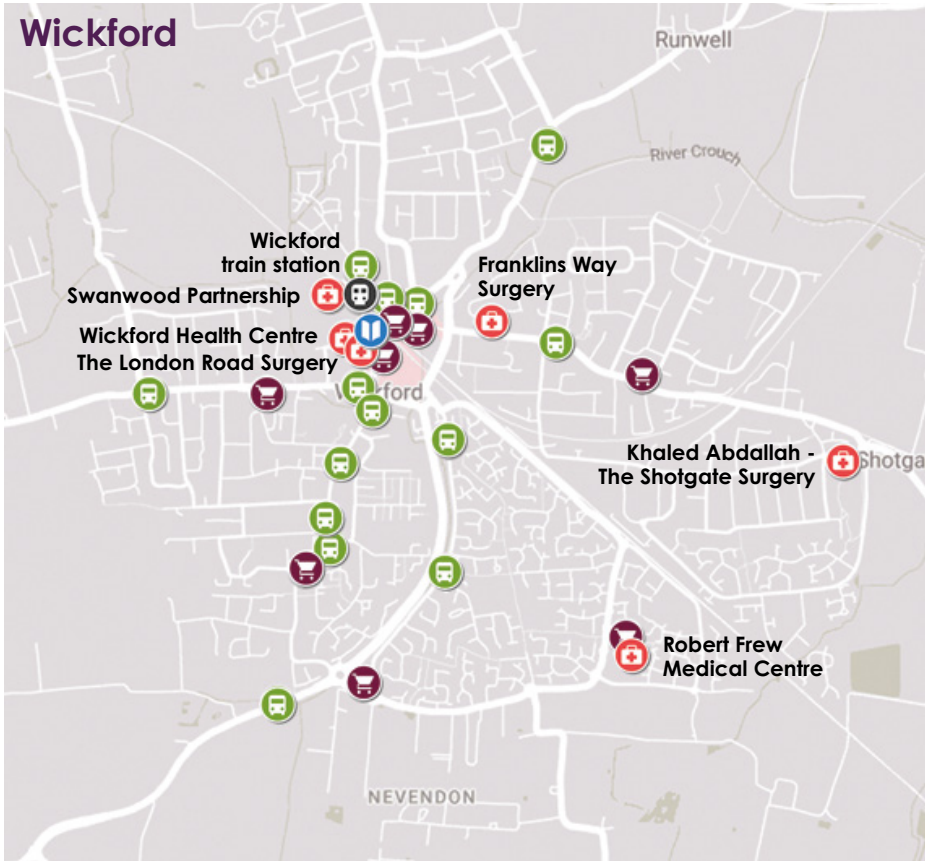 Wickford
Runwell
River Crouch
Wickford
train station
Franklins Way
Surgery
Swanwood Partnership
Wickford Health Centre
The London Road Surgery
Khaled Abdallah -
The Shotgate Surgery
Shotga
Robert Frew
Medical Centre
NEVENDON